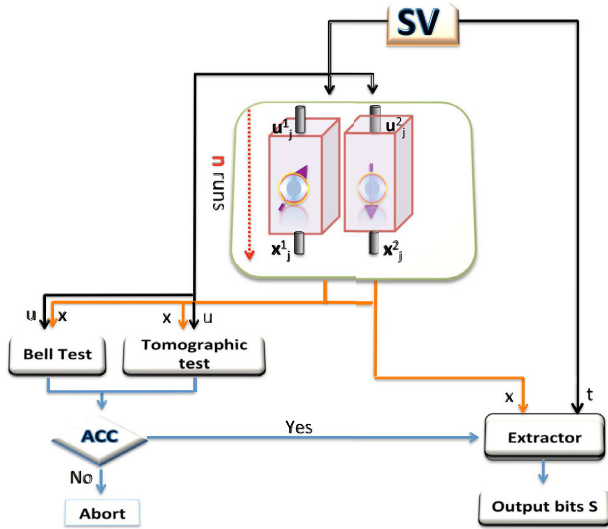 SV
u¹ⱼ
u²ⱼ
n runs
x¹ⱼ
x²ⱼ
u
x
x
u
Bell Test
Tomographic
test
x
t
ACC
Yes
Extractor
No
Abort
Output bits S